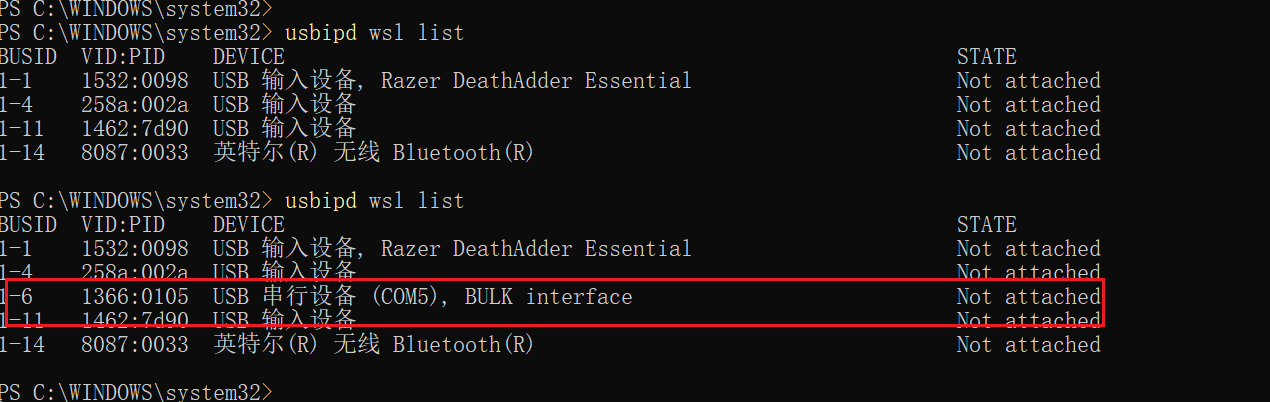 PS C:\WINDOWS\system32>
PS C:\WINDOWS\system32> usbipd wsl list
BUSID  VID:PID    DEVICE                                                        STATE
1-1    1532:0098  USB 输入设备, Razer DeathAdder Essential                      Not attached
1-4    258a:002a  USB 输入设备                                                  Not attached
1-11   1462:7d90  USB 输入设备                                                  Not attached
1-14   8087:0033  英特尔(R) 无线 Bluetooth(R)                                   Not attached
PS C:\WINDOWS\system32> usbipd wsl list
BUSID  VID:PID    DEVICE                                                        STATE
1-1    1532:0098  USB 输入设备, Razer DeathAdder Essential                      Not attached
1-4    258a:002a  USB 输入设备                                                  Not attached
1-6    1366:0105  USB 串行设备 (COM5), BULK interface                           Not attached
1-11   1462:7d90  USB 输入设备                                                  Not attached
1-14   8087:0033  英特尔(R) 无线 Bluetooth(R)                                   Not attached
PS C:\WINDOWS\system32>